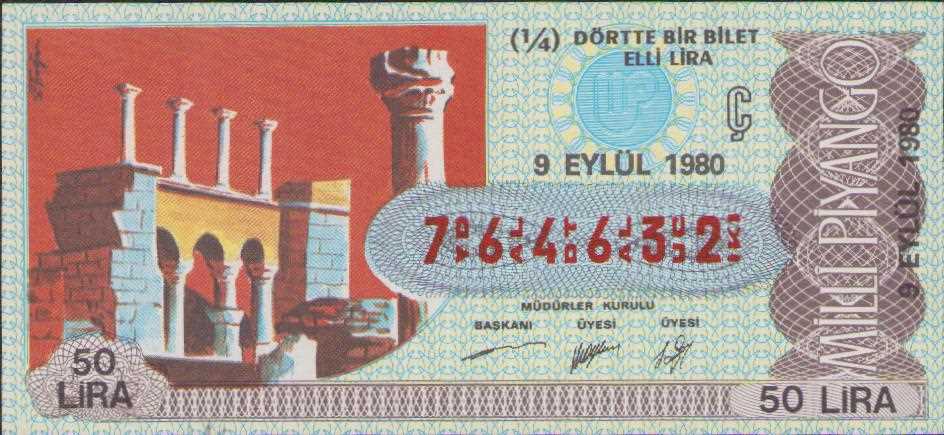 (¼) DÖRTTE BİR BİLET
ELLİ LİRA
MP
Ç
9 EYLÜL 1980
7 6 4 6 3 2
MÜDÜRLER KURULU
BAŞKANI ÜYESİ ÜYESİ
50
LİRA
50 LİRA
MİLLİ PİYANGO
9 EYLÜL 1980